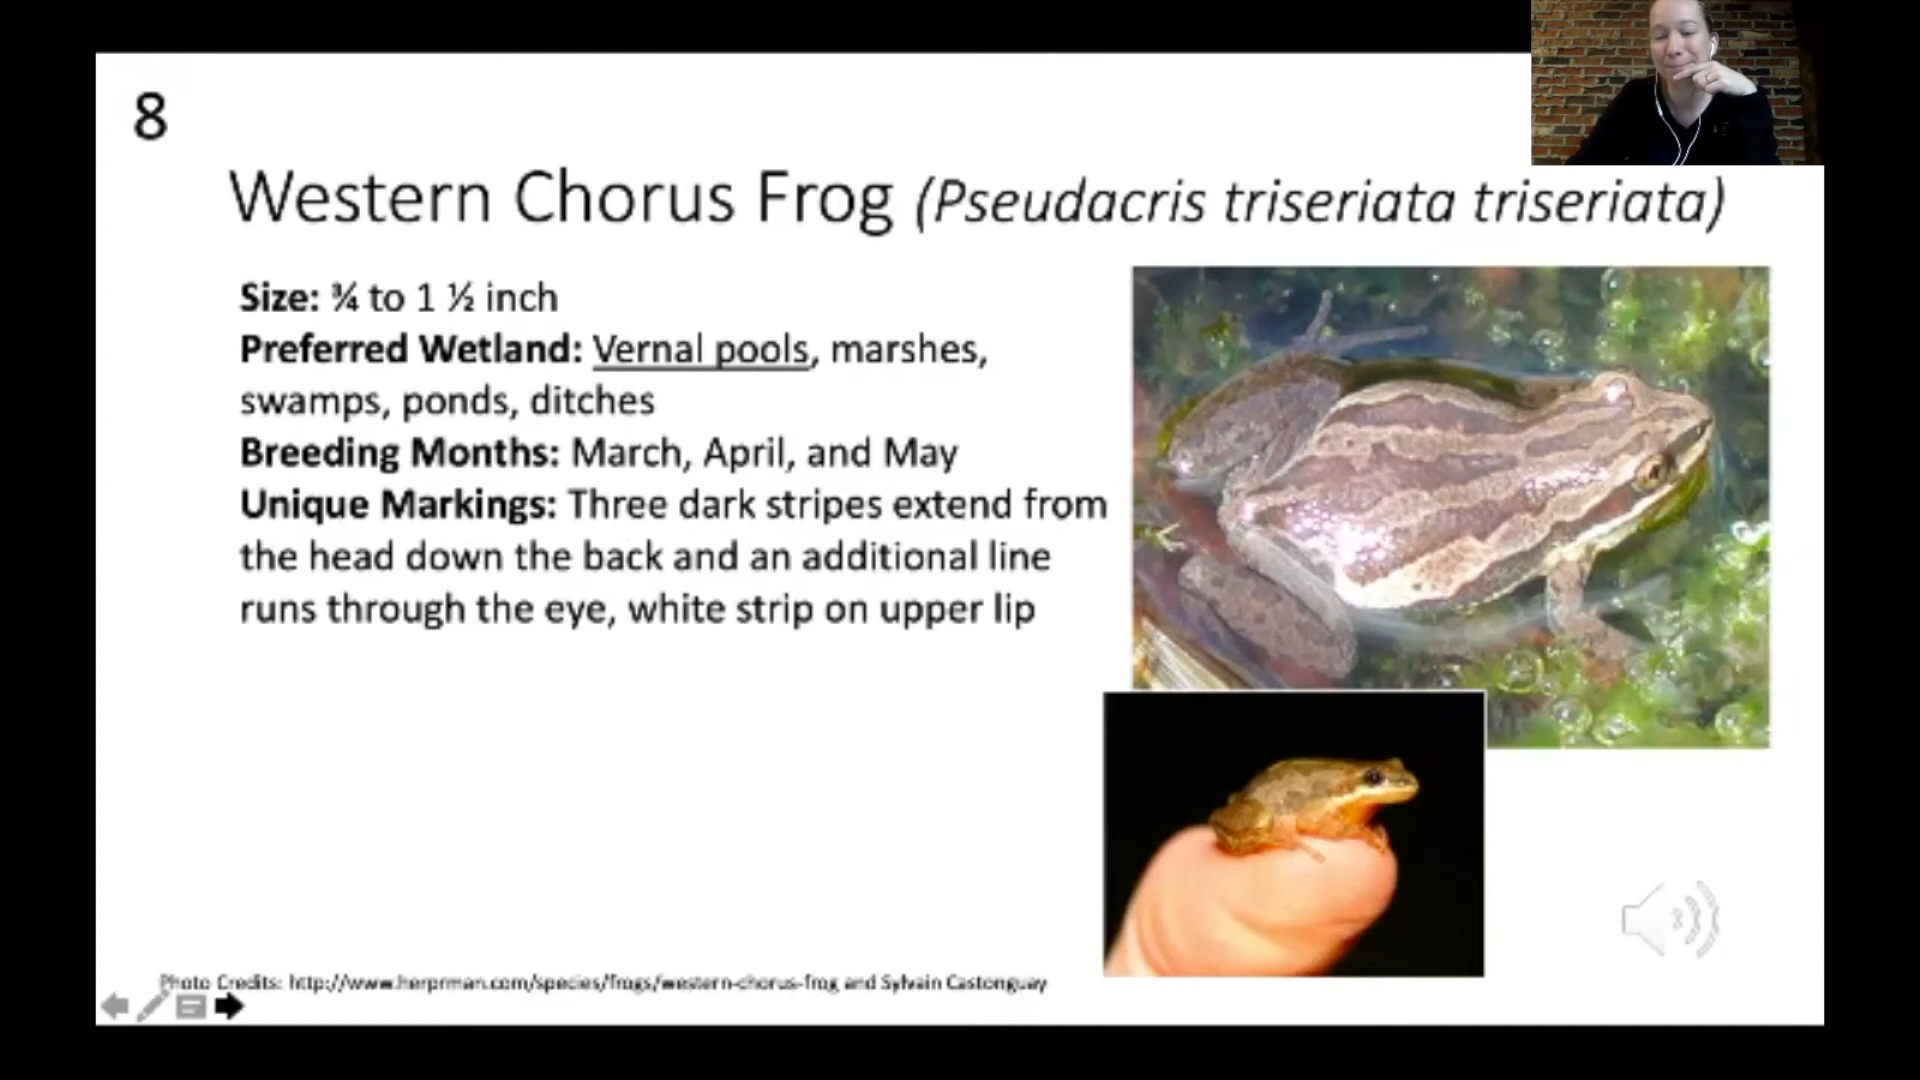 8
Western Chorus Frog (Pseudacris triseriata triseriata)
Size: ¾ to 1 ½ inch
Preferred Wetland: Vernal pools, marshes,
swamps, ponds, ditches
Breeding Months: March, April, and May
Unique Markings: Three dark stripes extend from
the head down the back and an additional line
runs through the eye, white strip on upper lip
Photo Credits: http://www.herprman.com/species/frogs/western-chorus-frog and Sylvain Castonguay